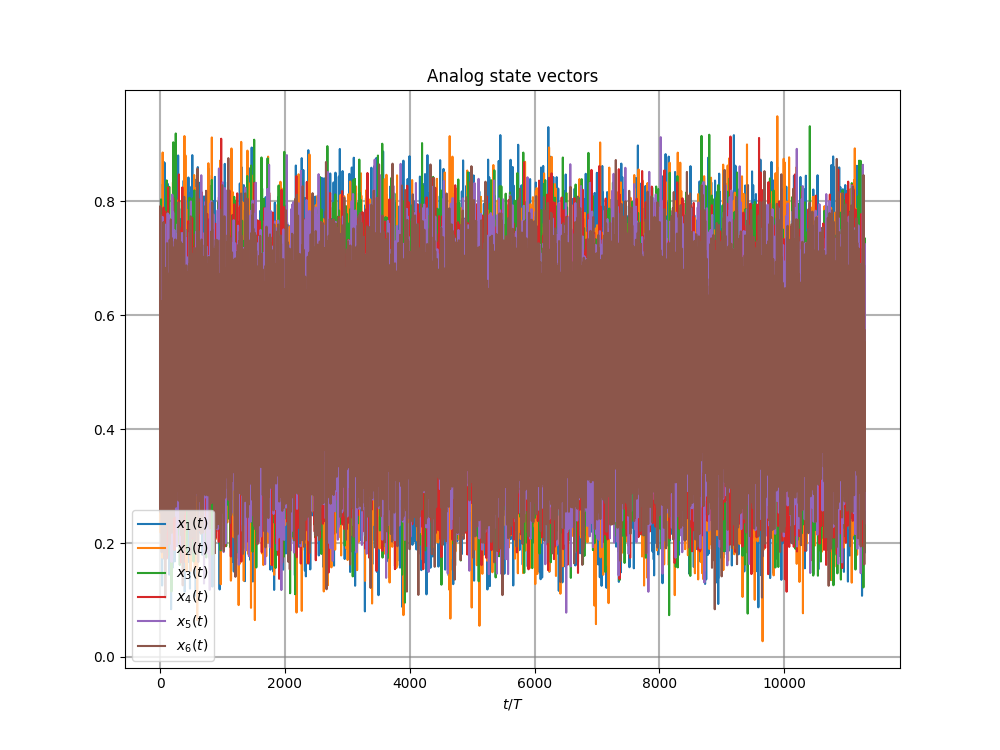 Analog state vectors
0.8
0.6
0.4
0.2
0.0
x₁(t)
x₂(t)
x₃(t)
x₄(t)
x₅(t)
x₆(t)
0 2000 4000 6000 8000 10000
t/T